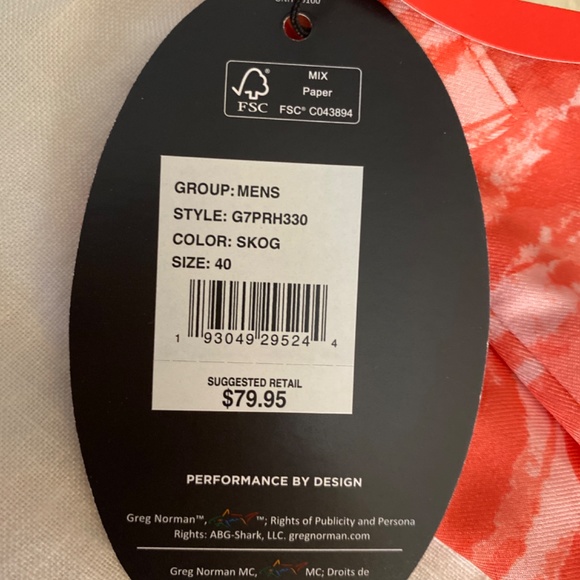 FSC
MIX
Paper
FSC® C043894
GROUP: MENS
STYLE: G7PRH330
COLOR: SKOG
SIZE: 40
1 93049 29524 4
SUGGESTED RETAIL
$79.95
PERFORMANCE BY DESIGN
Greg Norman™, ™; Rights of Publicity and Persona
Rights: ABG-Shark, LLC. gregnorman.com
Greg Norman MC, MC; Droits de